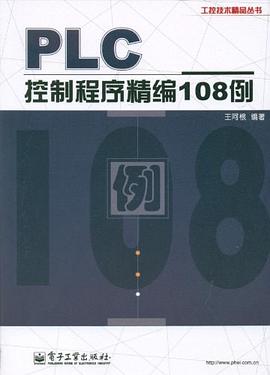 工控技术精品丛书
PLC
控制程序精编108例
王阿根 编著
108
例
电子工业出版社
PUBLISHING HOUSE OF ELECTRONICS INDUSTRY
http://www.phei.com.cn